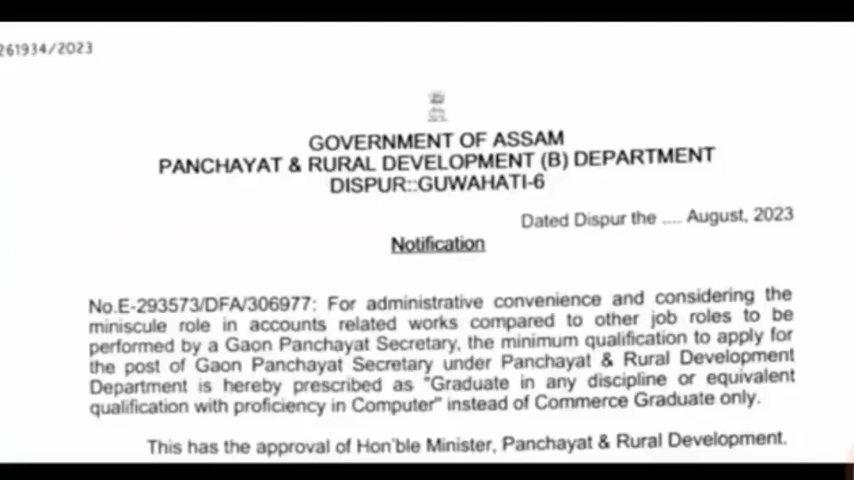 261934/2023
GOVERNMENT OF ASSAM
PANCHAYAT & RURAL DEVELOPMENT (B) DEPARTMENT
DISPUR::GUWAHATI-6
Dated Dispur the .... August, 2023
Notification
No.E-293573/DFA/306977: For administrative convenience and considering the
miniscule role in accounts related works compared to other job roles to be
performed by a Gaon Panchayat Secretary, the minimum qualification to apply for
the post of Gaon Panchayat Secretary under Panchayat & Rural Development
Department is hereby prescribed as "Graduate in any discipline or equivalent
qualification with proficiency in Computer" instead of Commerce Graduate only.
This has the approval of Hon'ble Minister, Panchayat & Rural Development.